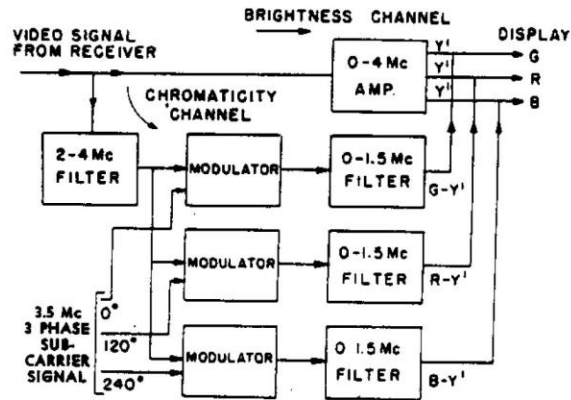 BRIGHTNESS CHANNEL
VIDEO SIGNAL
FROM RECEIVER
DISPLAY
Y'
G
Y'
R
Y'
B
0-4 Mc
AMP.
CHROMATICITY
CHANNEL
2-4 Mc
FILTER
MODULATOR
0-1.5 Mc
FILTER
G-Y'
MODULATOR
0-1.5 Mc
FILTER
R-Y'
3.5 Mc
3 PHASE
SUB-
CARRIER
SIGNAL
0°
120°
240°
MODULATOR
0-1.5 Mc
FILTER
B-Y'